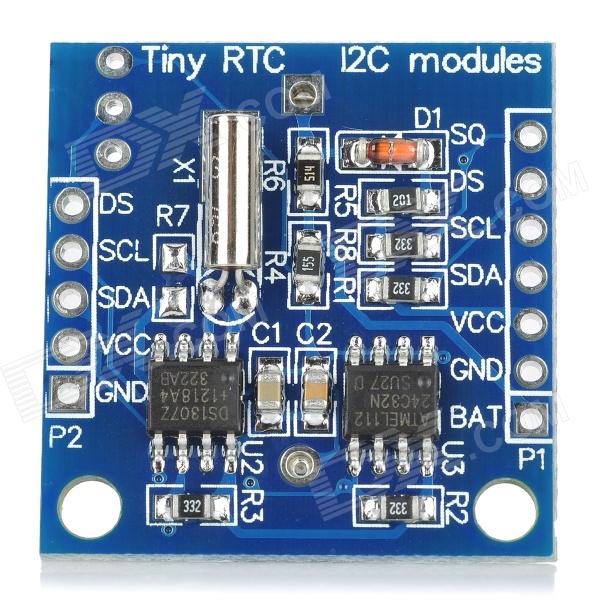 Tiny RTC I2C modules
D1
SQ
DS
SCL
SDA
VCC
GND
BAT
P1
DS
SCL
SDA
VCC
GND
P2
X1
R7
R6
514
R4
155
R5
201
R8
332
R1
332
C1
C2
DS1307Z
+1218A4
322AB
U2
ATMEL112
24C32N
SU27 D
U3
332
R3
332
R2